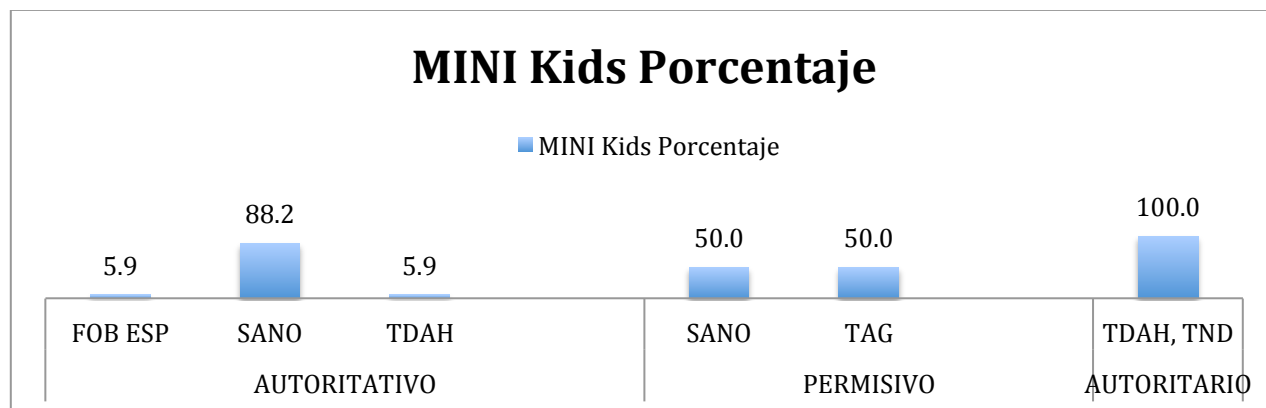 MINI Kids Porcentaje
MINI Kids Porcentaje
5.9
88.2
5.9
50.0
50.0
100.0
FOB ESP
SANO
TDAH
SANO
TAG
TDAH, TND
AUTORITATIVO
PERMISIVO
AUTORITARIO